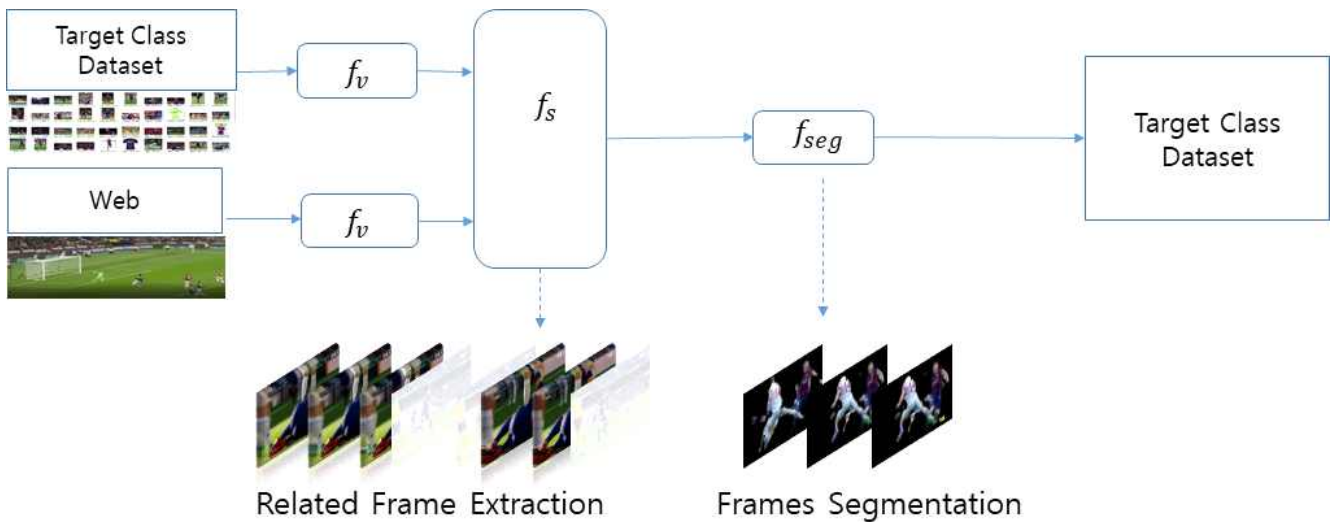 Target Class
Dataset
f_v
f_s
f_seg
Target Class
Dataset
Web
f_v
Related Frame Extraction
Frames Segmentation